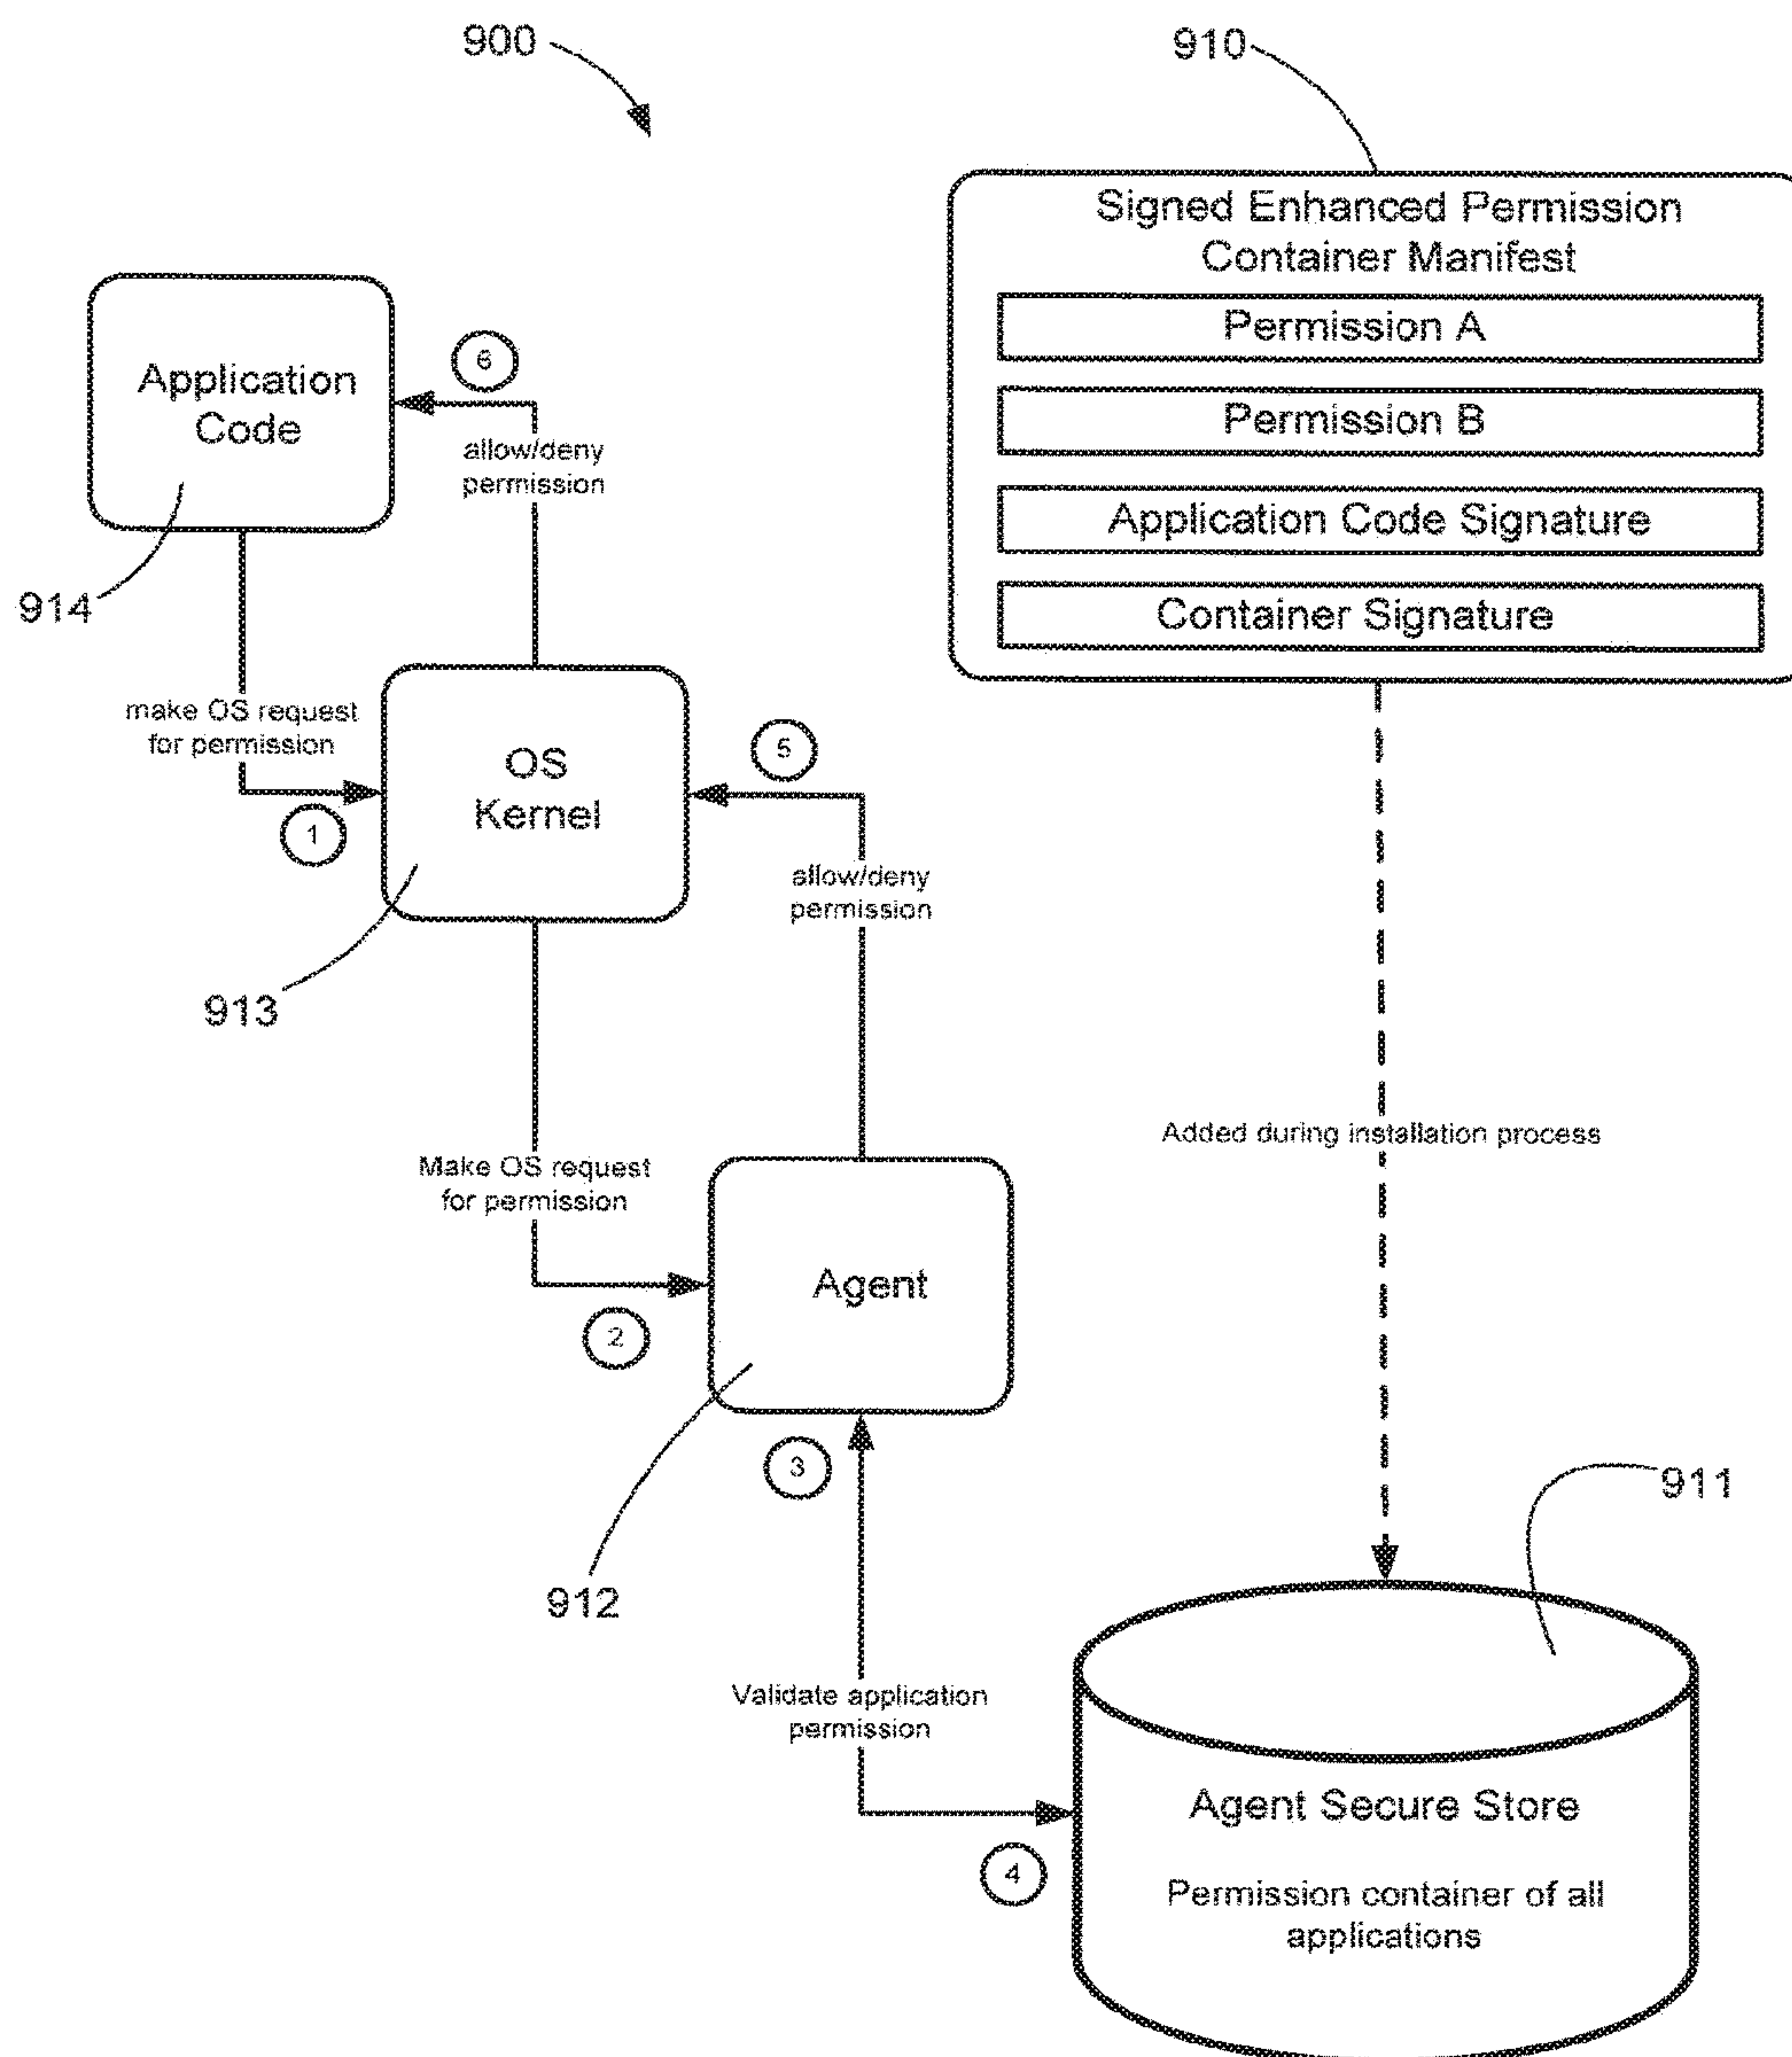 900
910
Signed Enhanced Permission
Container Manifest
Permission A
Permission B
Application Code Signature
Container Signature
Application
Code
6
allow/deny
permission
914
make OS request
for permission
1
OS
Kernel
5
allow/deny
permission
913
Make OS request
for permission
Added during installation process
2
Agent
3
912
911
Validate application
permission
4
Agent Secure Store
Permission container of all
applications